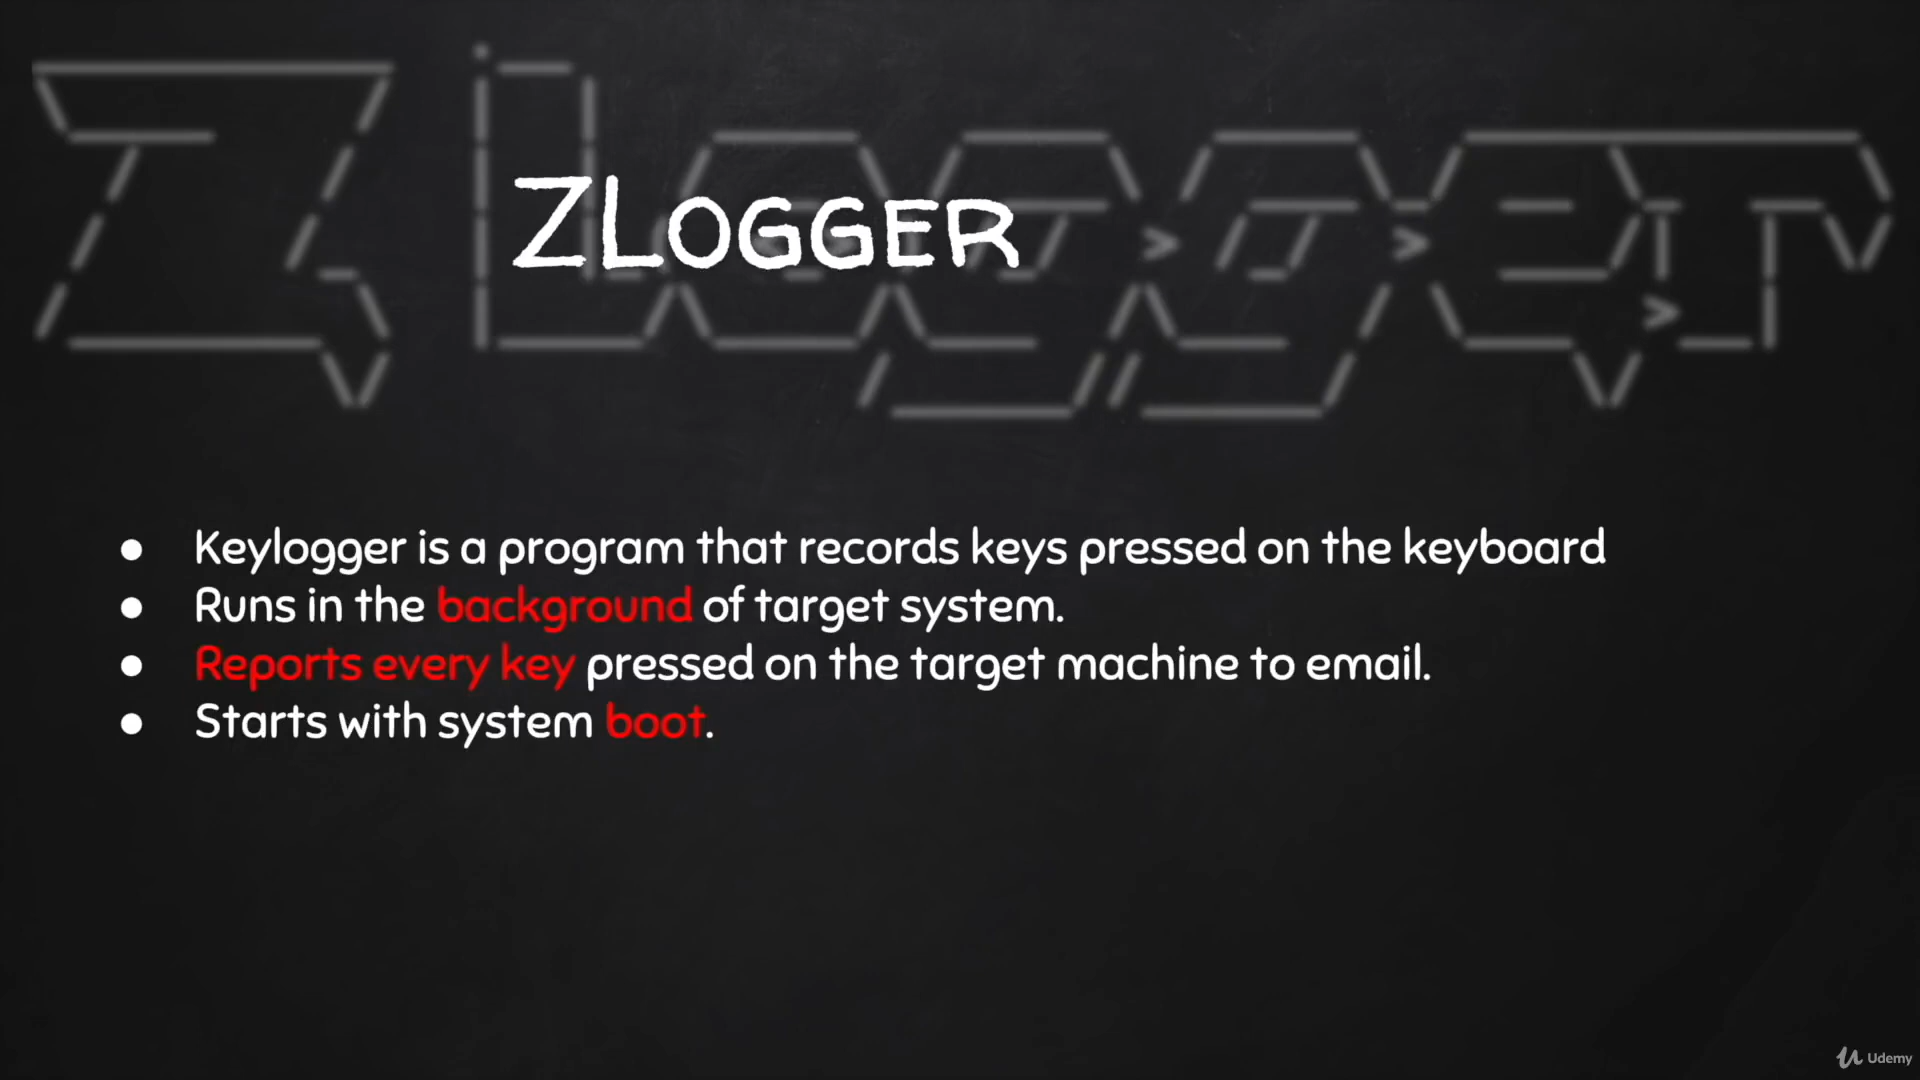 ZLogger
ZLOGGER
● Keylogger is a program that records keys pressed on the keyboard
● Runs in the background of target system.
● Reports every key pressed on the target machine to email.
● Starts with system boot.
Udemy